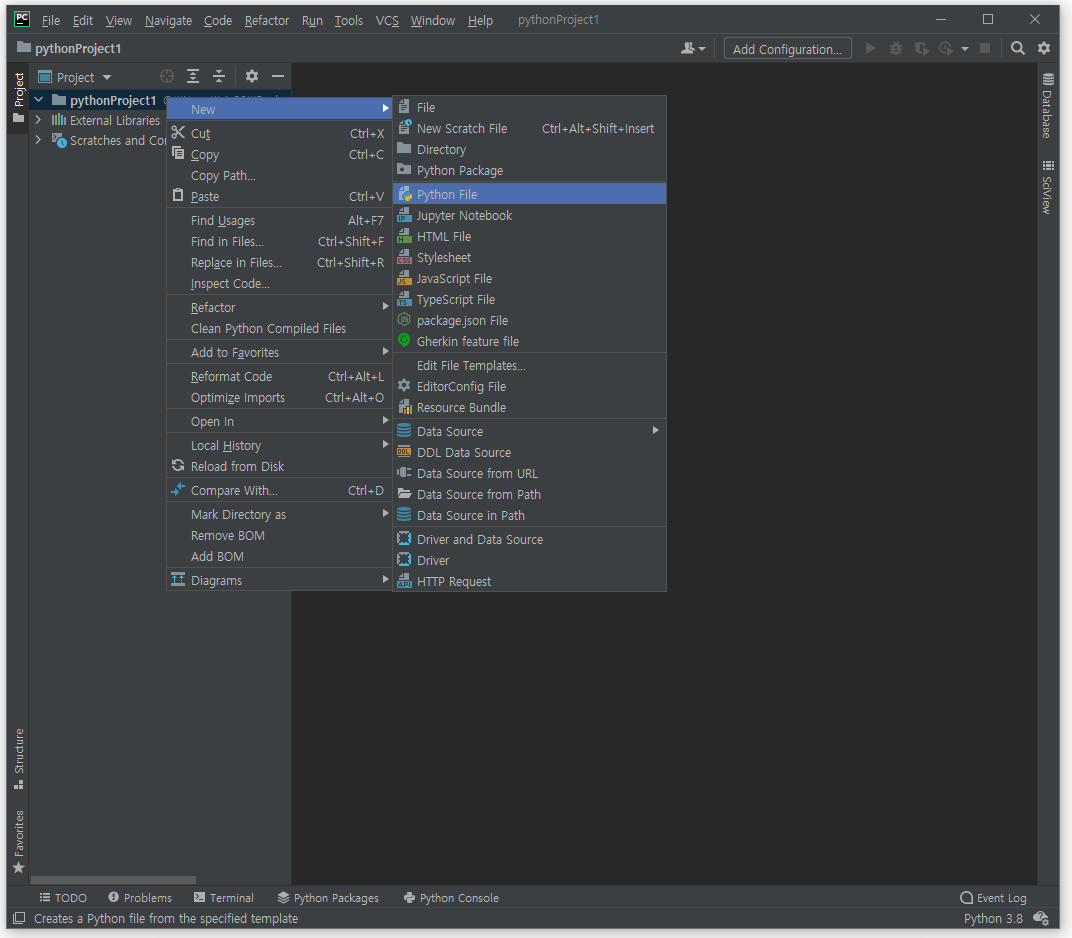 PC File Edit View Navigate Code Refactor Run Tools VCS Window Help pythonProject1
pythonProject1 Add Configuration...
Project
Project
pythonProject1
External Libraries
Scratches and Co
New
Cut Ctrl+X
Copy Ctrl+C
Copy Path...
Paste Ctrl+V
Find Usages Alt+F7
Find in Files... Ctrl+Shift+F
Replace in Files... Ctrl+Shift+R
Inspect Code...
Refactor
Clean Python Compiled Files
Add to Favorites
Reformat Code Ctrl+Alt+L
Optimize Imports Ctrl+Alt+O
Open In
Local History
Reload from Disk
Compare With... Ctrl+D
Mark Directory as
Remove BOM
Add BOM
Diagrams
File
New Scratch File Ctrl+Alt+Shift+Insert
Directory
Python Package
Python File
Jupyter Notebook
HTML File
Stylesheet
JavaScript File
TypeScript File
package.json File
Gherkin feature file
Edit File Templates...
EditorConfig File
Resource Bundle
Data Source
DDL Data Source
Data Source from URL
Data Source from Path
Data Source in Path
Driver and Data Source
Driver
HTTP Request
Database
SciView
Structure
Favorites
TODO Problems Terminal Python Packages Python Console Event Log
Creates a Python file from the specified template Python 3.8